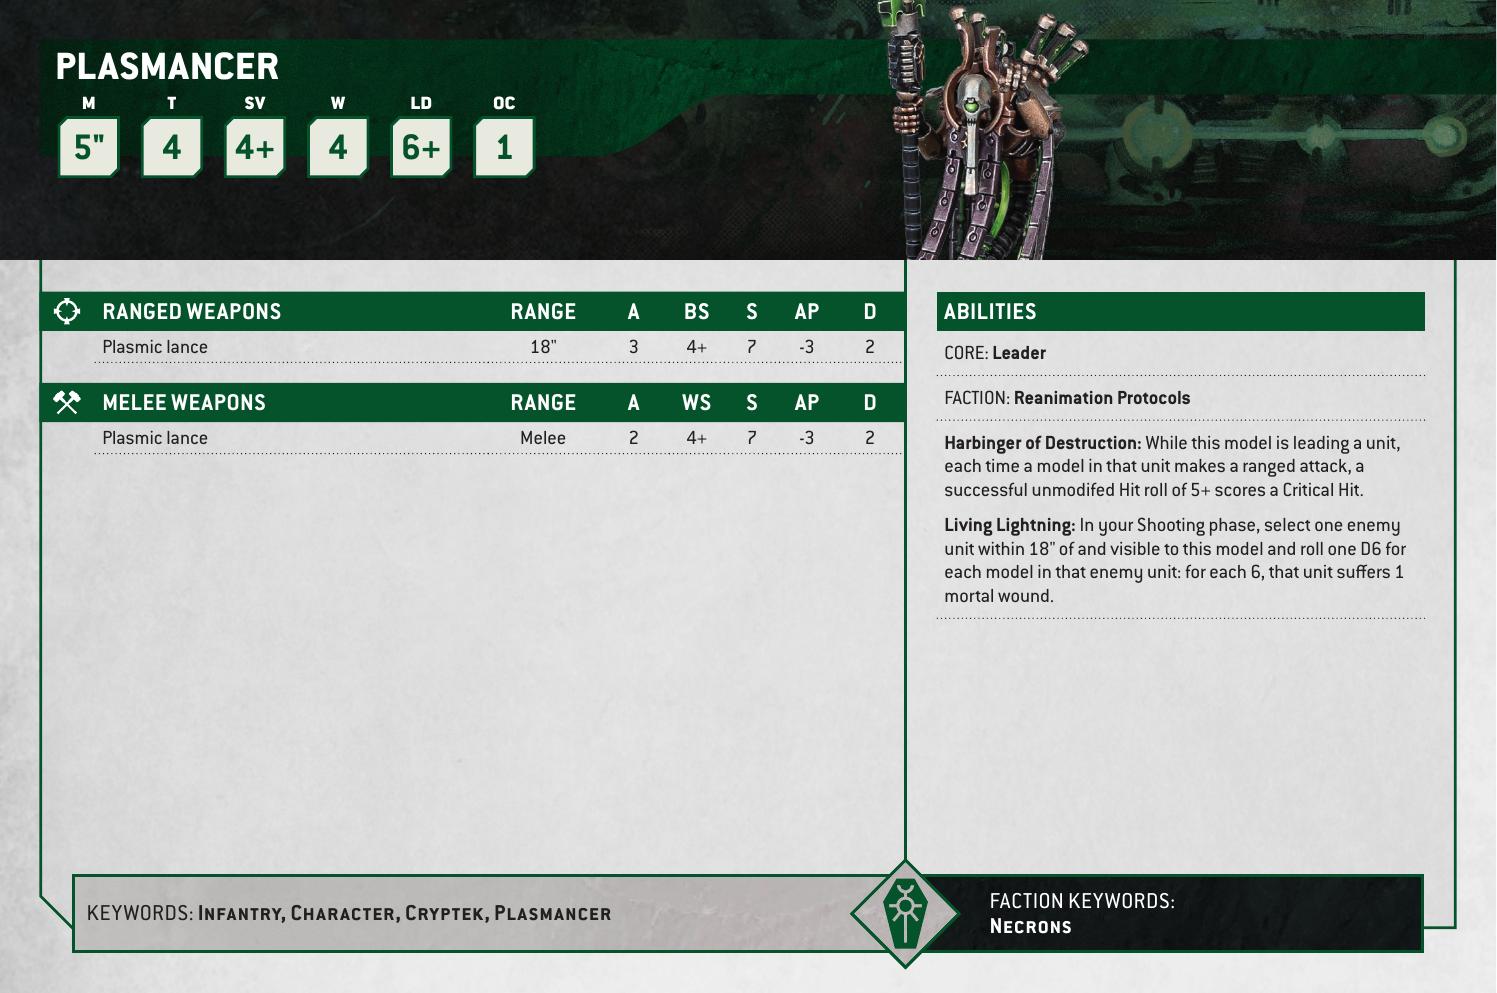 PLASMANCER
M T SV W LD OC
5" 4 4+ 4 6+ 1
RANGED WEAPONS RANGE A BS S AP D
Plasmic lance 18" 3 4+ 7 -3 2
MELEE WEAPONS RANGE A WS S AP D
Plasmic lance Melee 2 4+ 7 -3 2
ABILITIES
CORE: Leader
FACTION: Reanimation Protocols
Harbinger of Destruction: While this model is leading a unit,
each time a model in that unit makes a ranged attack, a
successful unmodifed Hit roll of 5+ scores a Critical Hit.
Living Lightning: In your Shooting phase, select one enemy
unit within 18" of and visible to this model and roll one D6 for
each model in that enemy unit: for each 6, that unit suffers 1
mortal wound.
KEYWORDS: Infantry, Character, Cryptek, Plasmancer
FACTION KEYWORDS:
Necrons